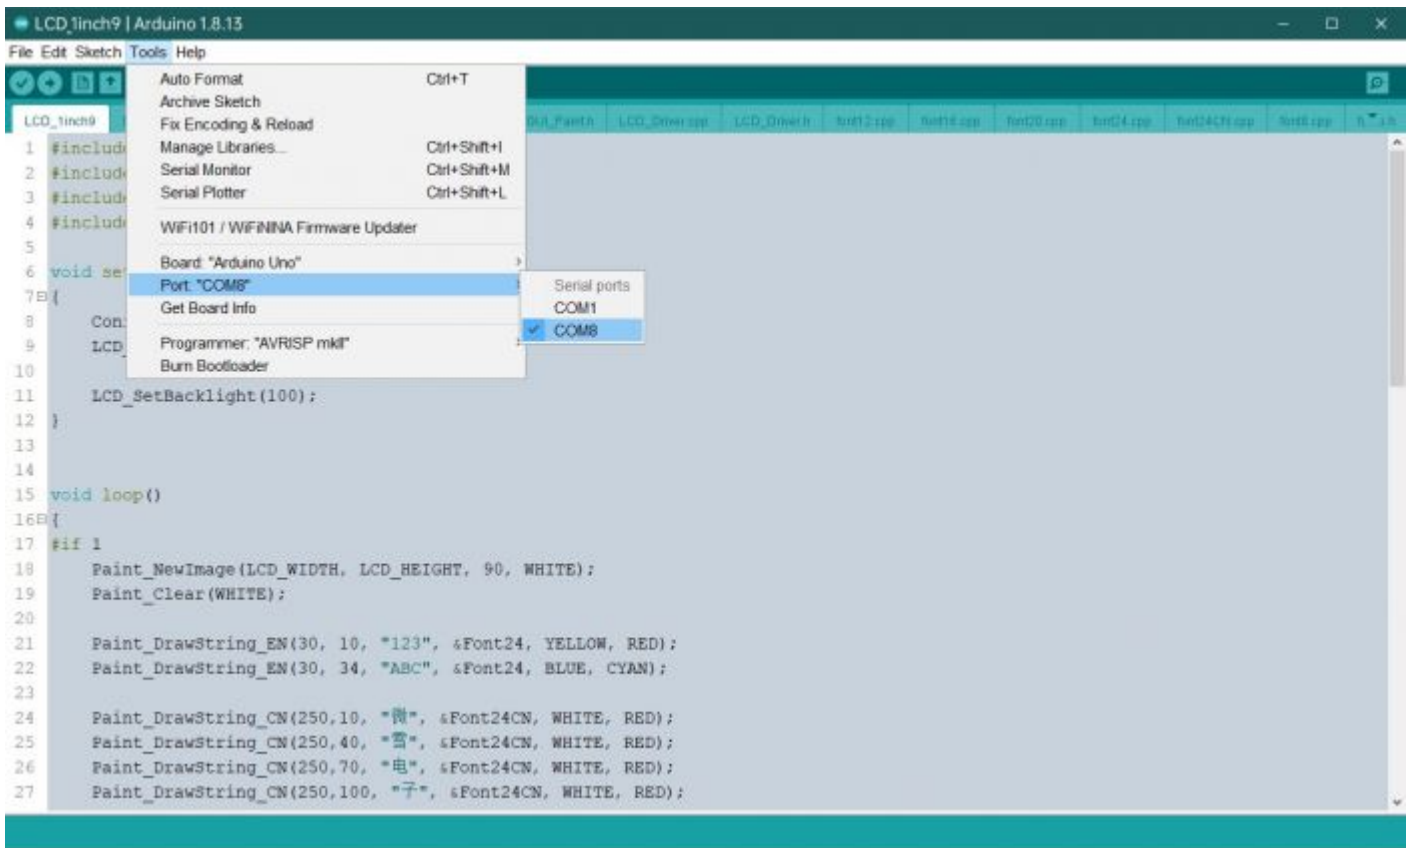 LCD_1inch9 | Arduino 1.8.13
File Edit Sketch Tools Help
LCD_1inch9 GUI_Paint.h LCD_Driver.cpp LCD_Driver.h font12.cpp font16.cpp font20.cpp font24.cpp font24CN.cpp font8.cpp
Auto Format Ctrl+T
Archive Sketch
Fix Encoding & Reload
Manage Libraries... Ctrl+Shift+I
Serial Monitor Ctrl+Shift+M
Serial Plotter Ctrl+Shift+L
WiFi101 / WiFiNINA Firmware Updater
Board: "Arduino Uno"
Port: "COM8"
Get Board Info
Programmer: "AVRISP mkII"
Burn Bootloader
Serial ports
COM1
COM8
1 #include
2 #include
3 #include
4 #include
5
6 void se
7 {
8 Con
9 LCD_
10
11 LCD_SetBacklight(100);
12 }
13
14
15 void loop()
16 {
17 #if 1
18 Paint_NewImage(LCD_WIDTH, LCD_HEIGHT, 90, WHITE);
19 Paint_Clear(WHITE);
20
21 Paint_DrawString_EN(30, 10, "123", &Font24, YELLOW, RED);
22 Paint_DrawString_EN(30, 34, "ABC", &Font24, BLUE, CYAN);
23
24 Paint_DrawString_CN(250,10, "微", &Font24CN, WHITE, RED);
25 Paint_DrawString_CN(250,40, "雪", &Font24CN, WHITE, RED);
26 Paint_DrawString_CN(250,70, "电", &Font24CN, WHITE, RED);
27 Paint_DrawString_CN(250,100, "子", &Font24CN, WHITE, RED);